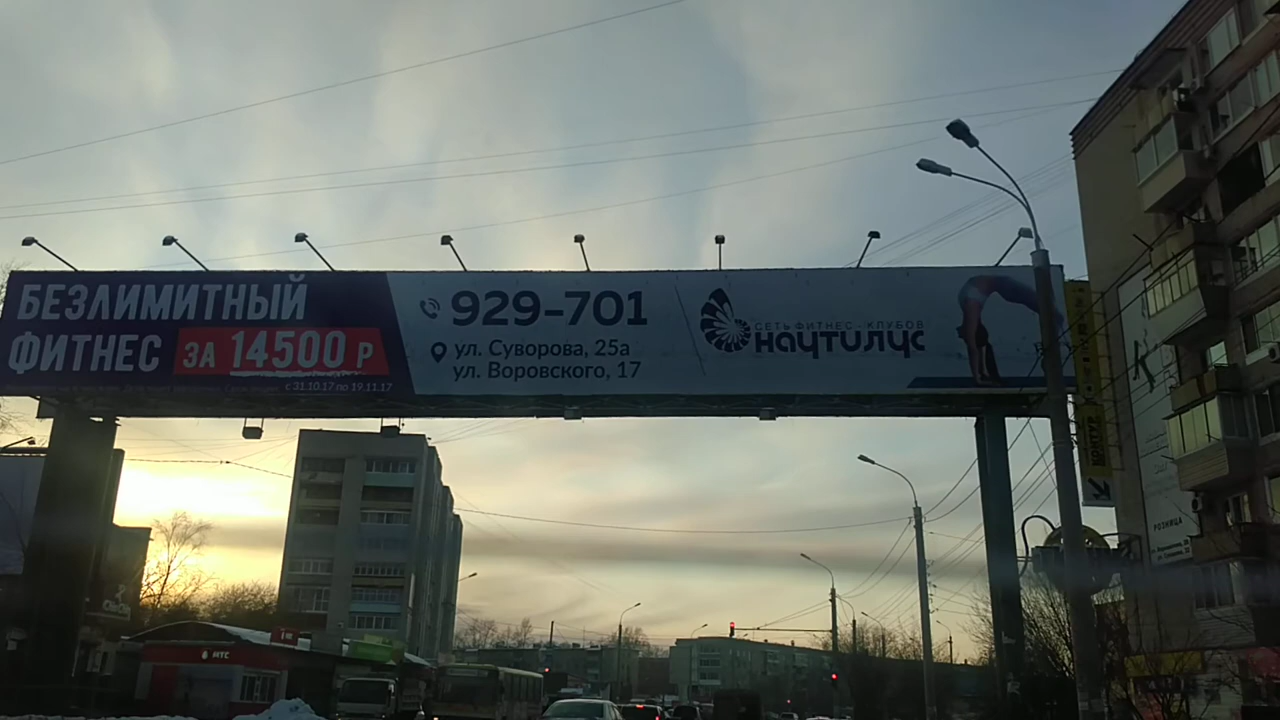 БЕЗЛИМИТНЫЙ
ФИТНЕС ЗА 14500 Р
с 31.10.17 по 19.11.17
929-701
ул. Суворова, 25а
ул. Воровского, 17
СЕТЬ ФИТНЕС-КЛУБОВ
НАУТИЛУС
К
РОЗНИЦА
МТС